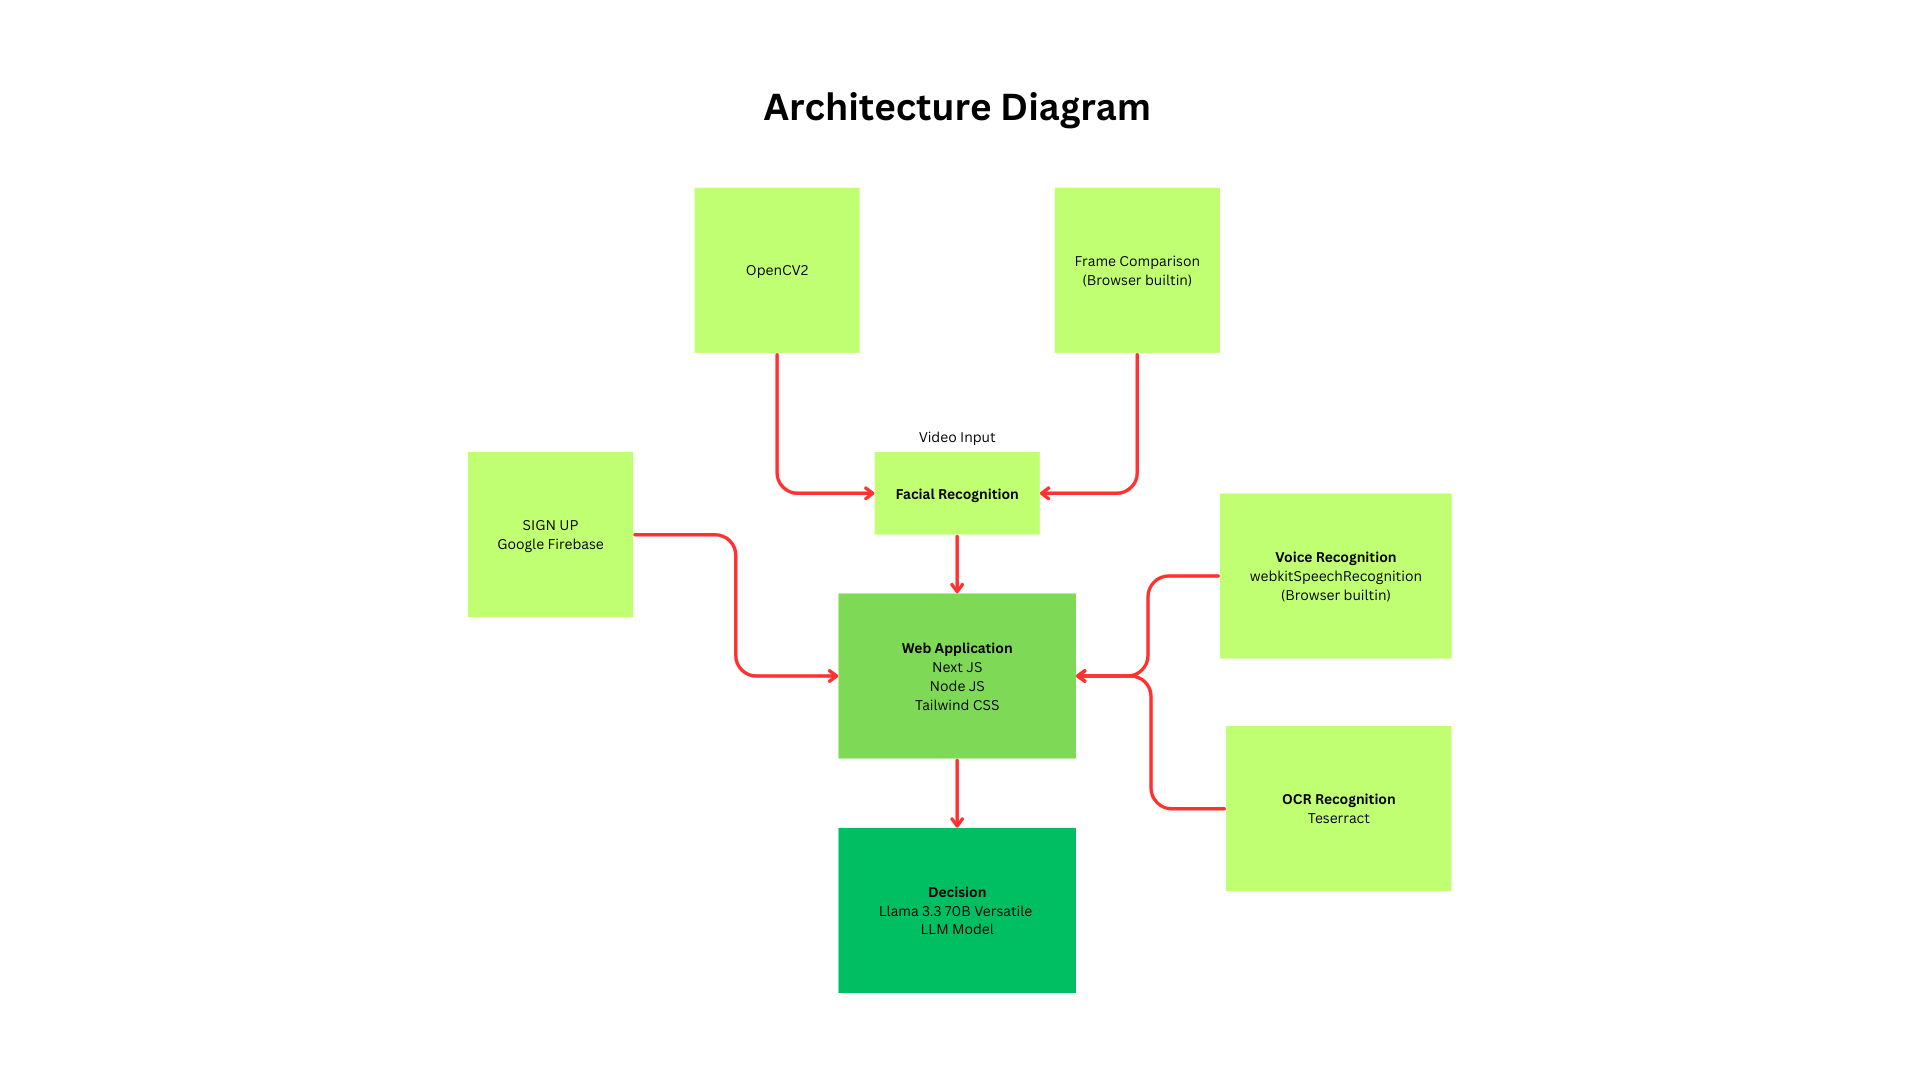 Architecture Diagram
OpenCV2
Frame Comparison
(Browser builtin)
Video Input
Facial Recognition
SIGN UP
Google Firebase
Voice Recognition
webkitSpeechRecognition
(Browser builtin)
Web Application
Next JS
Node JS
Tailwind CSS
OCR Recognition
Teserract
Decision
Llama 3.3 70B Versatile
LLM Model